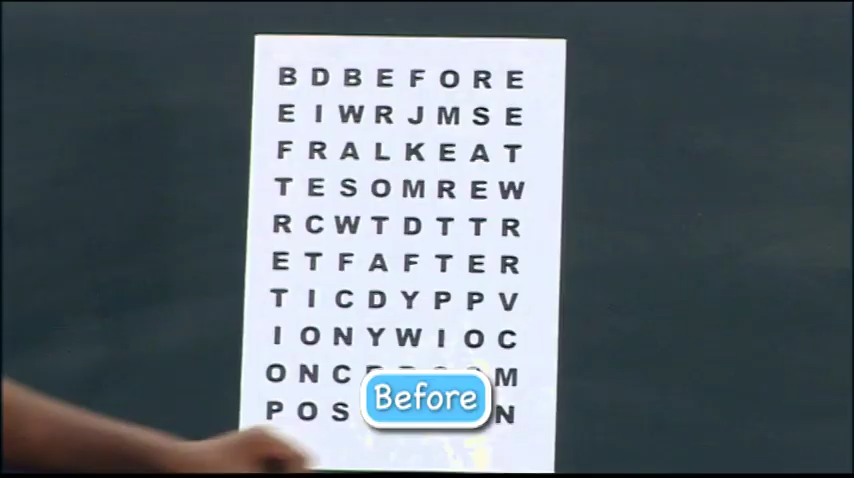 B D B E F O R E
E I W R J M S E
F R A L K E A T
T E S O M R E W
R C W T D T T R
E T F A F T E R
T I C D Y P P V
I O N Y W I O C
O N C M
P O S N
Before